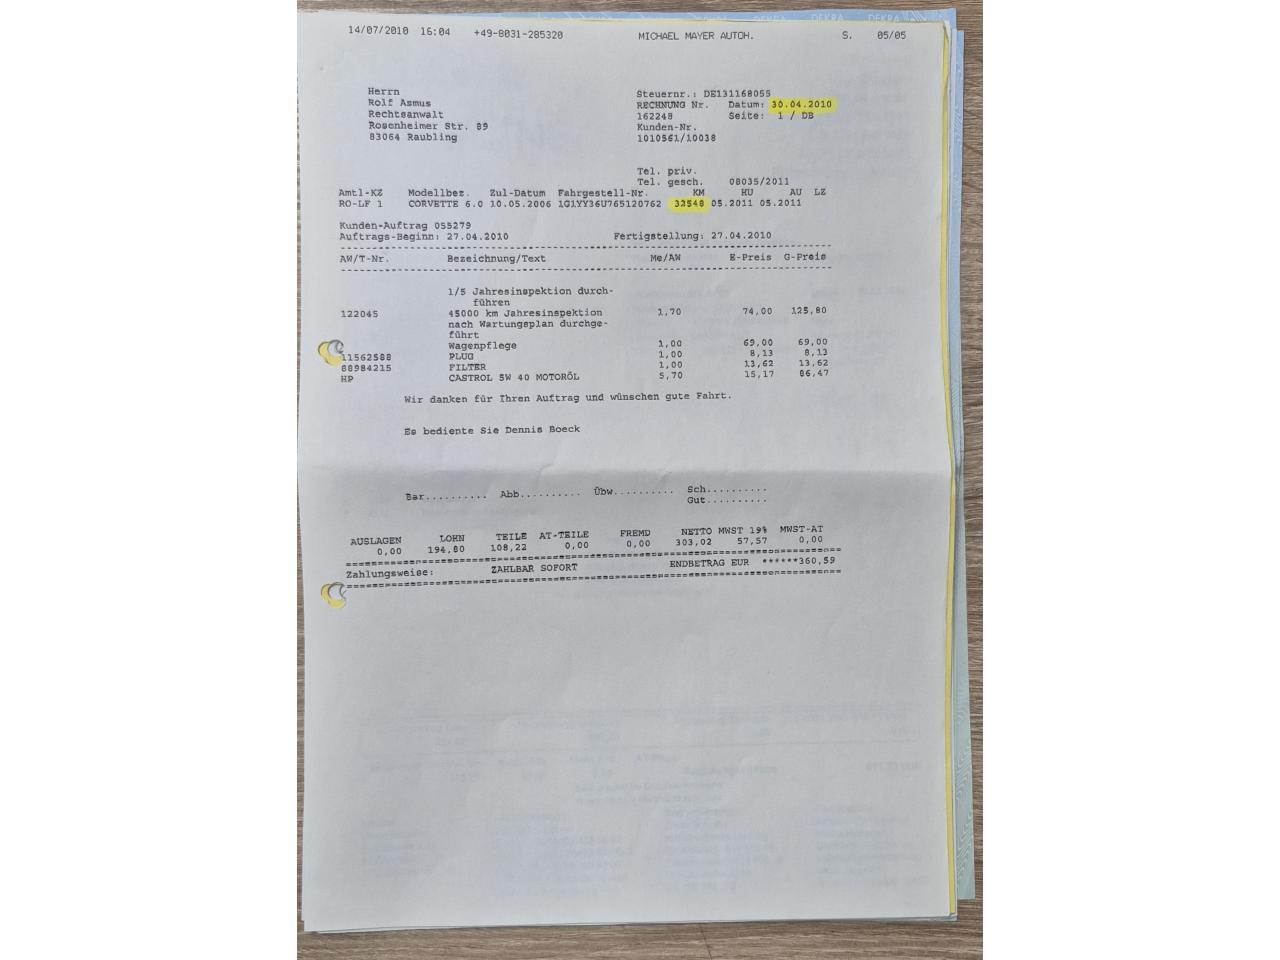 14/07/2010 16:04 +49-8031-285320 MICHAEL MAYER AUTOH. S. 05/05
DEKRA DEKRA
Herrn
Rolf Asmus
Rechtsanwalt
Rosenheimer Str. 89
83064 Raubling
Steuernr.: DE131168055
RECHNUNG Nr. Datum: 30.04.2010
162248 Seite: 1 / DB
Kunden-Nr.
1010561/10038
Tel. priv.
Tel. gesch. 08035/2011
Amtl-KZ Modellbez. Zul-Datum Fahrgestell-Nr. KM HU AU LZ
RO-LF 1 CORVETTE 6.0 10.05.2006 1G1YY36U765120762 32548 05.2011 05.2011
Kunden-Auftrag 055279
Auftrags-Beginn: 27.04.2010 Fertigstellung: 27.04.2010
AW/T-Nr. Bezeichnung/Text Me/AW E-Preis G-Preis
1/5 Jahresinspektion durch-
führen
122045 45000 km Jahresinspektion 1,70 74,00 125,80
nach Wartungsplan durchge-
führt
Wagenpflege 1,00 69,00 69,00
11562588 PLUG 1,00 8,13 8,13
88984215 FILTER 1,00 13,62 13,62
HP CASTROL 5W 40 MOTORÖL 5,70 15,17 86,47
Wir danken für Ihren Auftrag und wünschen gute Fahrt.
Es bediente Sie Dennis Boeck
Bar.......... Abb.......... Übw.......... Sch..........
Gut..........
AUSLAGEN LOHN TEILE AT-TEILE FREMD NETTO MWST 19% MWST-AT
0,00 194,80 108,22 0,00 0,00 303,02 57,57 0,00
Zahlungsweise: ZAHLBAR SOFORT ENDBETRAG EUR ******360,59